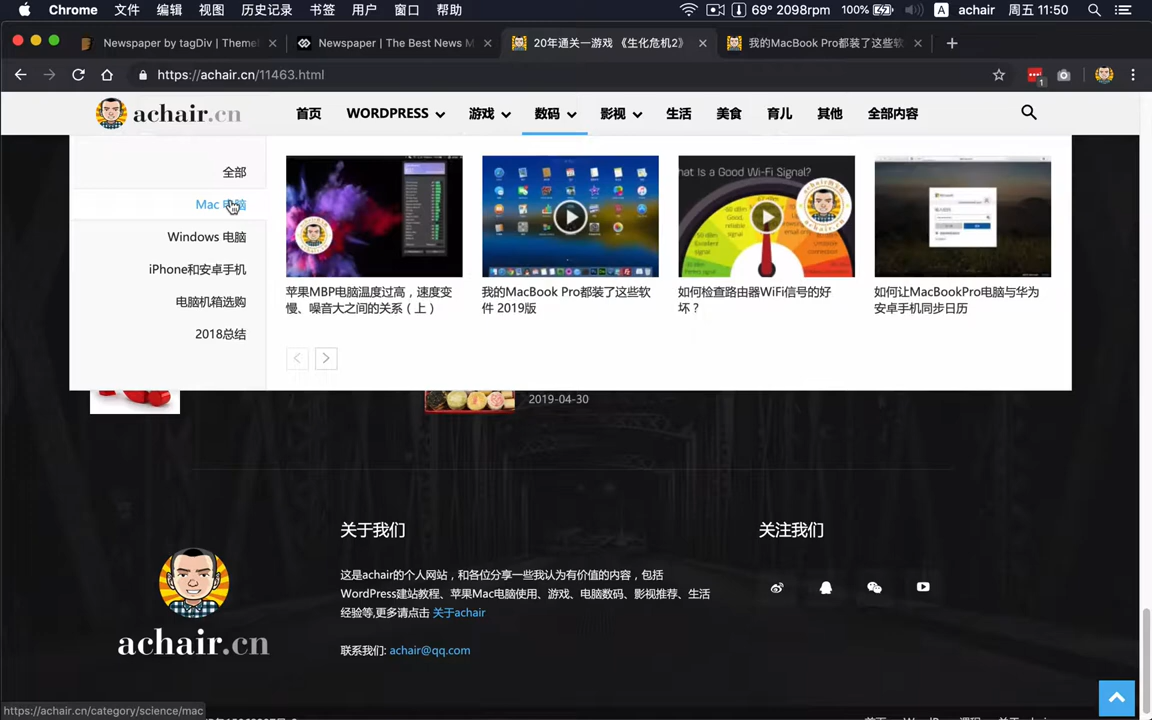 Chrome 文件 编辑 视图 历史记录 书签 用户 窗口 帮助 69° 2098rpm 100% A achair 周五 11:50
Newspaper by tagDiv | Themel
Newspaper | The Best News M
20年通关一游戏 《生化危机2》
我的MacBook Pro都装了这些软
https://achair.cn/11463.html
1
achair.cn
首页 WORDPRESS 游戏 数码 影视 生活 美食 育儿 其他 全部内容
全部
Mac 电脑
Windows 电脑
iPhone和安卓手机
电脑机箱选购
2018总结
hat Is a Good Wi-Fi Signal?
苹果MBP电脑温度过高，速度变
慢、噪音大之间的关系（上）
我的MacBook Pro都装了这些软
件 2019版
如何检查路由器WiFi信号的好
坏？
如何让MacBookPro电脑与华为
安卓手机同步日历
2019-04-30
achair.cn
关于我们
这是achair的个人网站，和各位分享一些我认为有价值的内容，包括
WordPress建站教程、苹果Mac电脑使用、游戏、电脑数码、影视推荐、生活
经验等,更多请点击 关于achair
联系我们: achair@qq.com
关注我们
https://achair.cn/category/science/mac